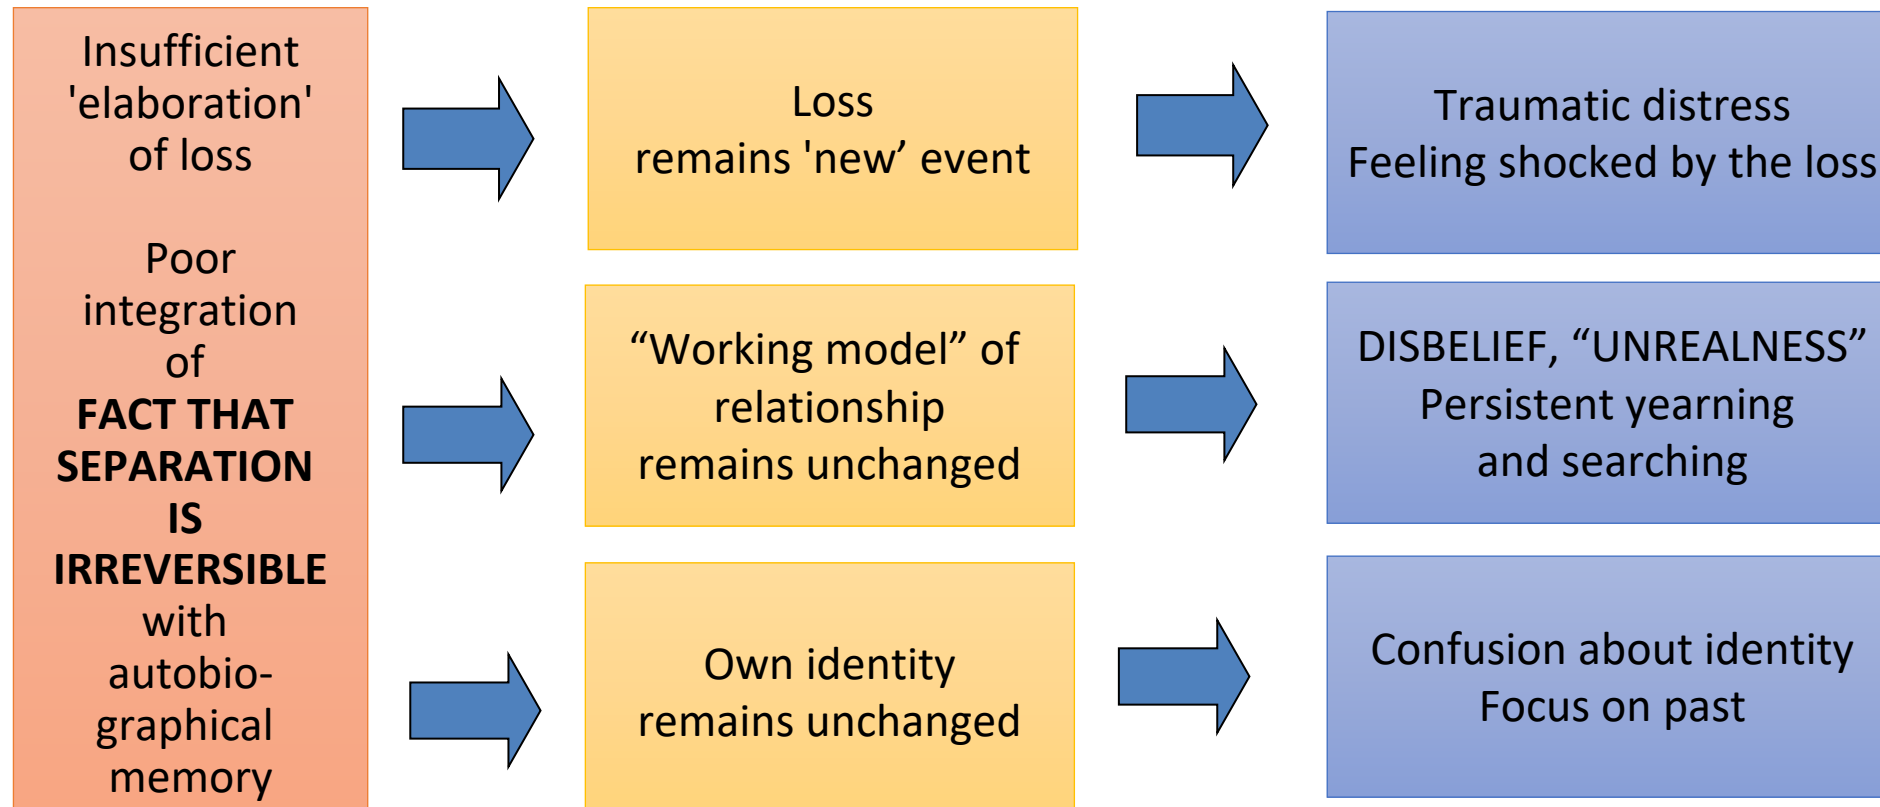 Insufficient
'elaboration'
of loss
Poor
integration
of
FACT THAT
SEPARATION
IS
IRREVERSIBLE
with
autobio-
graphical
memory
Loss
remains 'new’ event
Traumatic distress
Feeling shocked by the loss
“Working model” of
relationship
remains unchanged
DISBELIEF, “UNREALNESS”
Persistent yearning
and searching
Own identity
remains unchanged
Confusion about identity
Focus on past